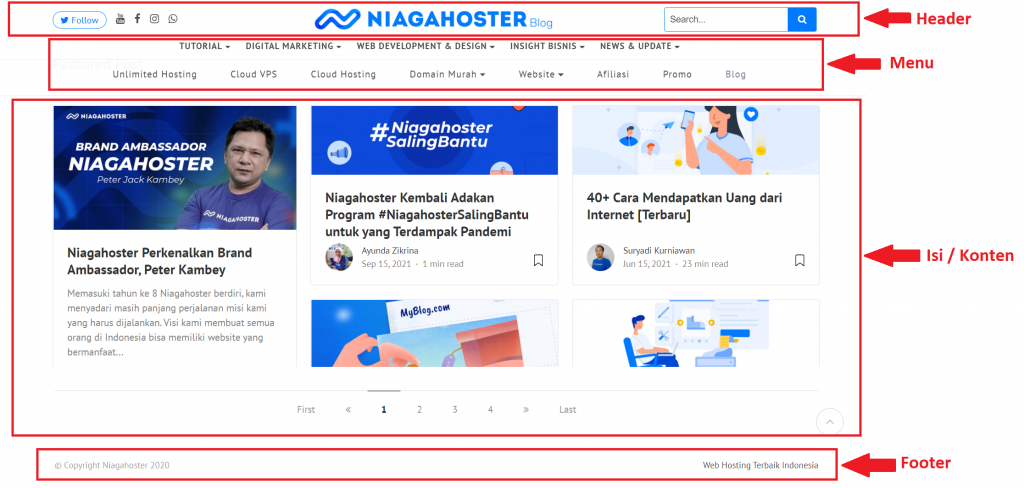 Follow
NIAGAHOSTER Blog
Search...
Header
TUTORIAL DIGITAL MARKETING WEB DEVELOPMENT & DESIGN INSIGHT BISNIS NEWS & UPDATE
Featured Post
Menu
Unlimited Hosting Cloud VPS Cloud Hosting Domain Murah Website Afiliasi Promo Blog
NIAGAHOSTER
BRAND AMBASSADOR
NIAGAHOSTER
Peter Jack Kambey
NIAGAHOSTER
Niagahoster Perkenalkan Brand
Ambassador, Peter Kambey
Memasuki tahun ke 8 Niagahoster berdiri, kami
menyadari masih panjang perjalanan misi kami
yang harus dijalankan. Visi kami membuat semua
orang di Indonesia bisa memiliki website yang
bermanfaat...
#Niagahoster
SalingBantu
Niagahoster Kembali Adakan
Program #NiagahosterSalingBantu
untuk yang Terdampak Pandemi
Ayunda Zikrina
Sep 15, 2021 · 1 min read
40+ Cara Mendapatkan Uang dari
Internet [Terbaru]
Suryadi Kurniawan
Jun 15, 2021 · 23 min read
Isi / Konten
MyBlog.com
First « 1 2 3 4 » Last
© Copyright Niagahoster 2020
Web Hosting Terbaik Indonesia
Footer